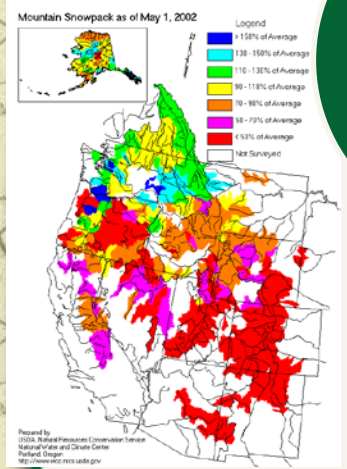 Mountain Snowpack as of May 1, 2002
Legend
> 150% of Average
130 - 150% of Average
110 - 130% of Average
90 - 110% of Average
70 - 90% of Average
50 - 70% of Average
< 50% of Average
Not Surveyed
Prepared by
USDA, Natural Resources Conservation Service
National Water and Climate Center
Portland, Oregon
http://www.wcc.nrcs.usda.gov